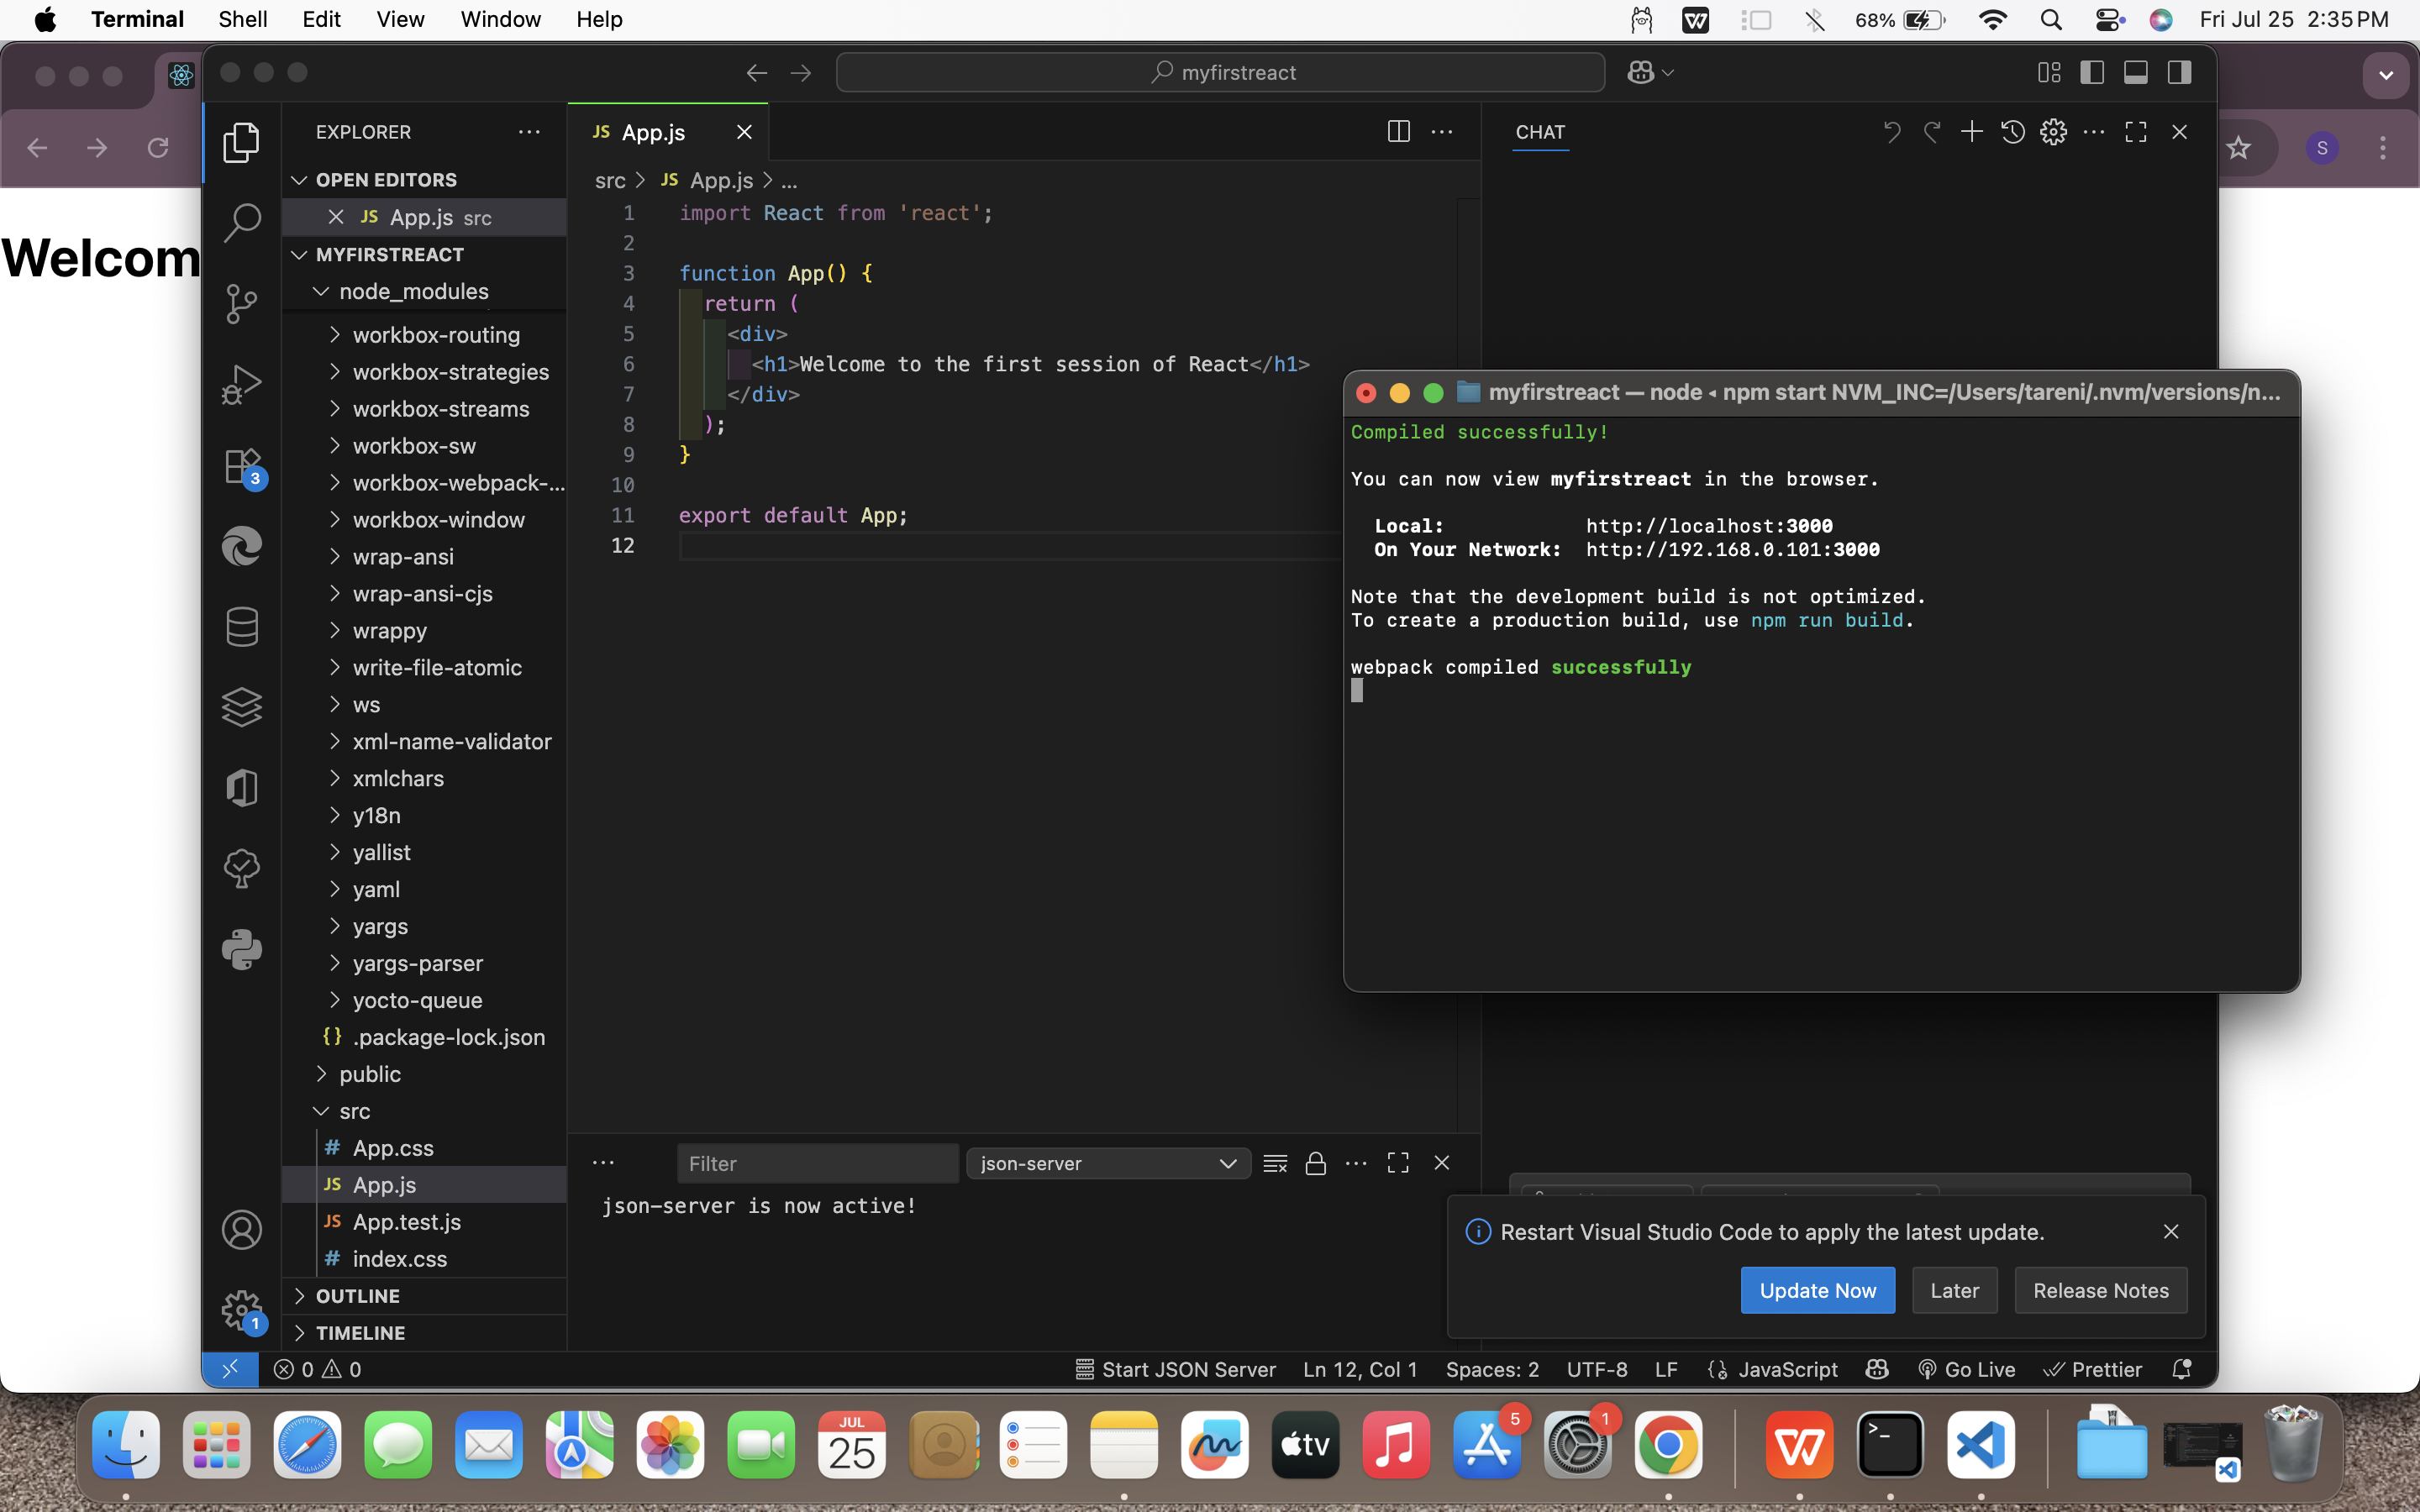 Terminal Shell Edit View Window Help 68% Fri Jul 25 2:35 PM
myfirstreact
S
Welcom
EXPLORER
OPEN EDITORS
JS App.js src
MYFIRSTREACT
node_modules
workbox-routing
workbox-strategies
workbox-streams
workbox-sw
workbox-webpack-...
workbox-window
wrap-ansi
wrap-ansi-cjs
wrappy
write-file-atomic
ws
xml-name-validator
xmlchars
y18n
yallist
yaml
yargs
yargs-parser
yocto-queue
{} .package-lock.json
public
src
# App.css
JS App.js
JS App.test.js
# index.css
OUTLINE
TIMELINE
3
1
JS App.js
src > JS App.js > ...
1 import React from 'react';
2
3 function App() {
4 return (
5 <div>
6 <h1>Welcome to the first session of React</h1>
7 </div>
8 );
9 }
10
11 export default App;
12
CHAT
myfirstreact — node ◂ npm start NVM_INC=/Users/tareni/.nvm/versions/n...
Compiled successfully!
You can now view myfirstreact in the browser.
Local: http://localhost:3000
On Your Network: http://192.168.0.101:3000
Note that the development build is not optimized.
To create a production build, use npm run build.
webpack compiled successfully
Filter json-server
json-server is now active!
Restart Visual Studio Code to apply the latest update.
Update Now Later Release Notes
0 0 Start JSON Server Ln 12, Col 1 Spaces: 2 UTF-8 LF JavaScript Go Live Prettier
JUL
25
tv
5
1